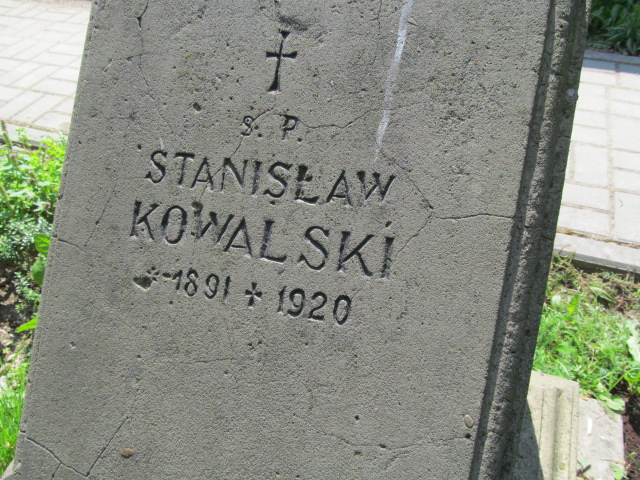 Ś. P.
STANISŁAW
KOWALSKI
* 1891 ✝ 1920